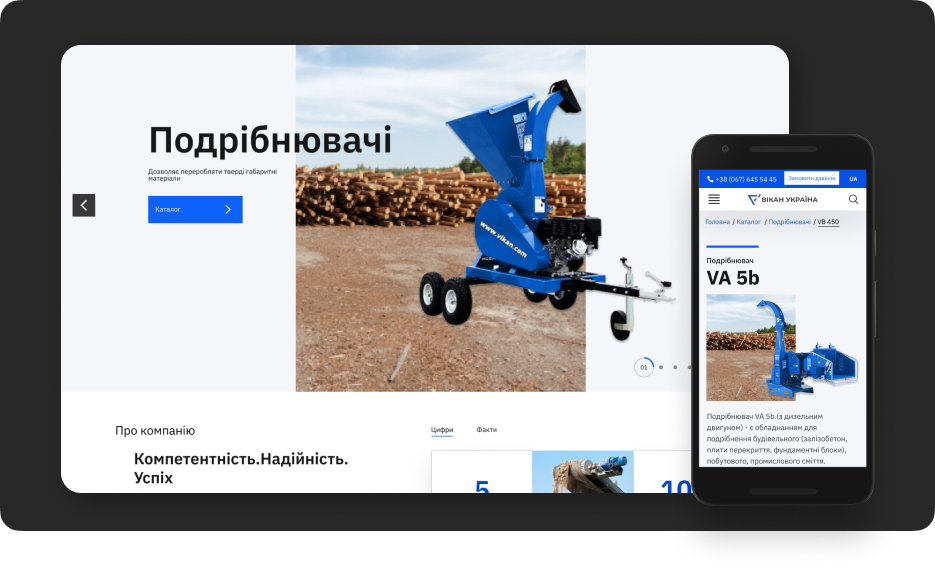 Подрібнювачі
Дозволяє переробляти тверді габаритні
матеріали
Каталог
www.vikan.com
01
Про компанію
Компетентність.Надійність.
Успіх
Цифри
Факти
5
10
+38 (067) 645 54 45
Замовити дзвінок
UA
ВІКАН УКРАЇНА
Головна / Каталог / Подрібнювачі / VB 450
Подрібнювач
VA 5b
Подрібнювач VA 5b (з дизельним
двигуном) - є обладнанням для
подрібнення будівельного (залізобетон,
плити перекриття, фундаментні блоки),
побутового, промислового сміття.